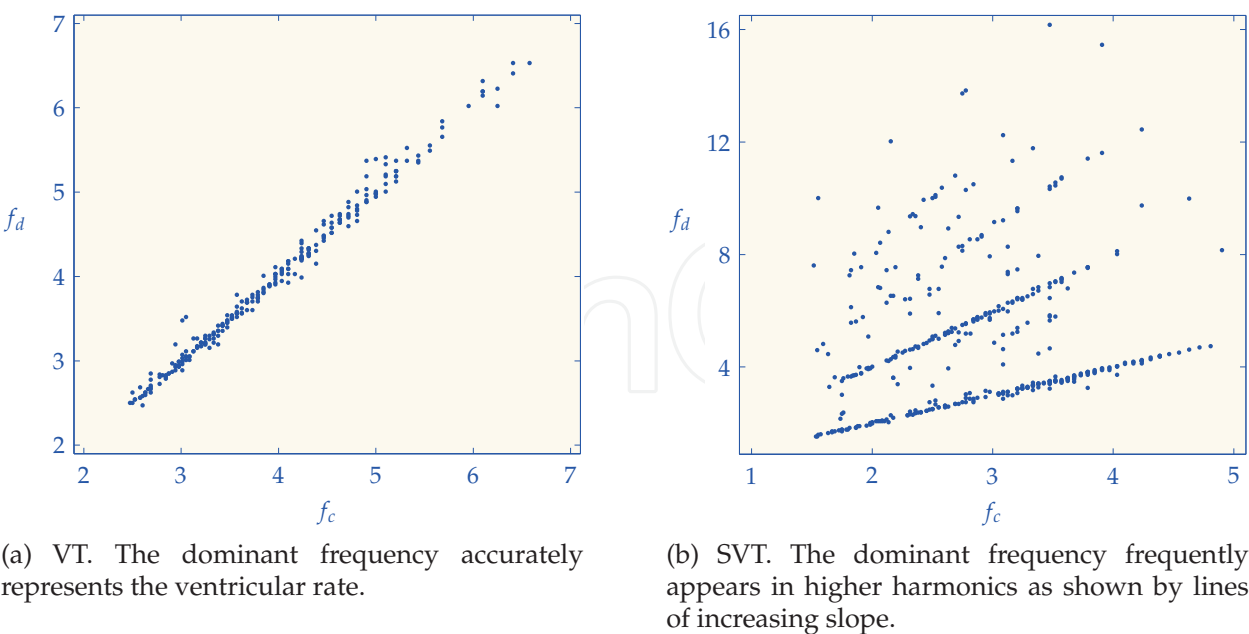 7
6
5
4
3
2
f_d
2 3 4 5 6 7
f_c
(a) VT. The dominant frequency accurately
represents the ventricular rate.
16
12
8
4
f_d
1 2 3 4 5
f_c
(b) SVT. The dominant frequency frequently
appears in higher harmonics as shown by lines
of increasing slope.